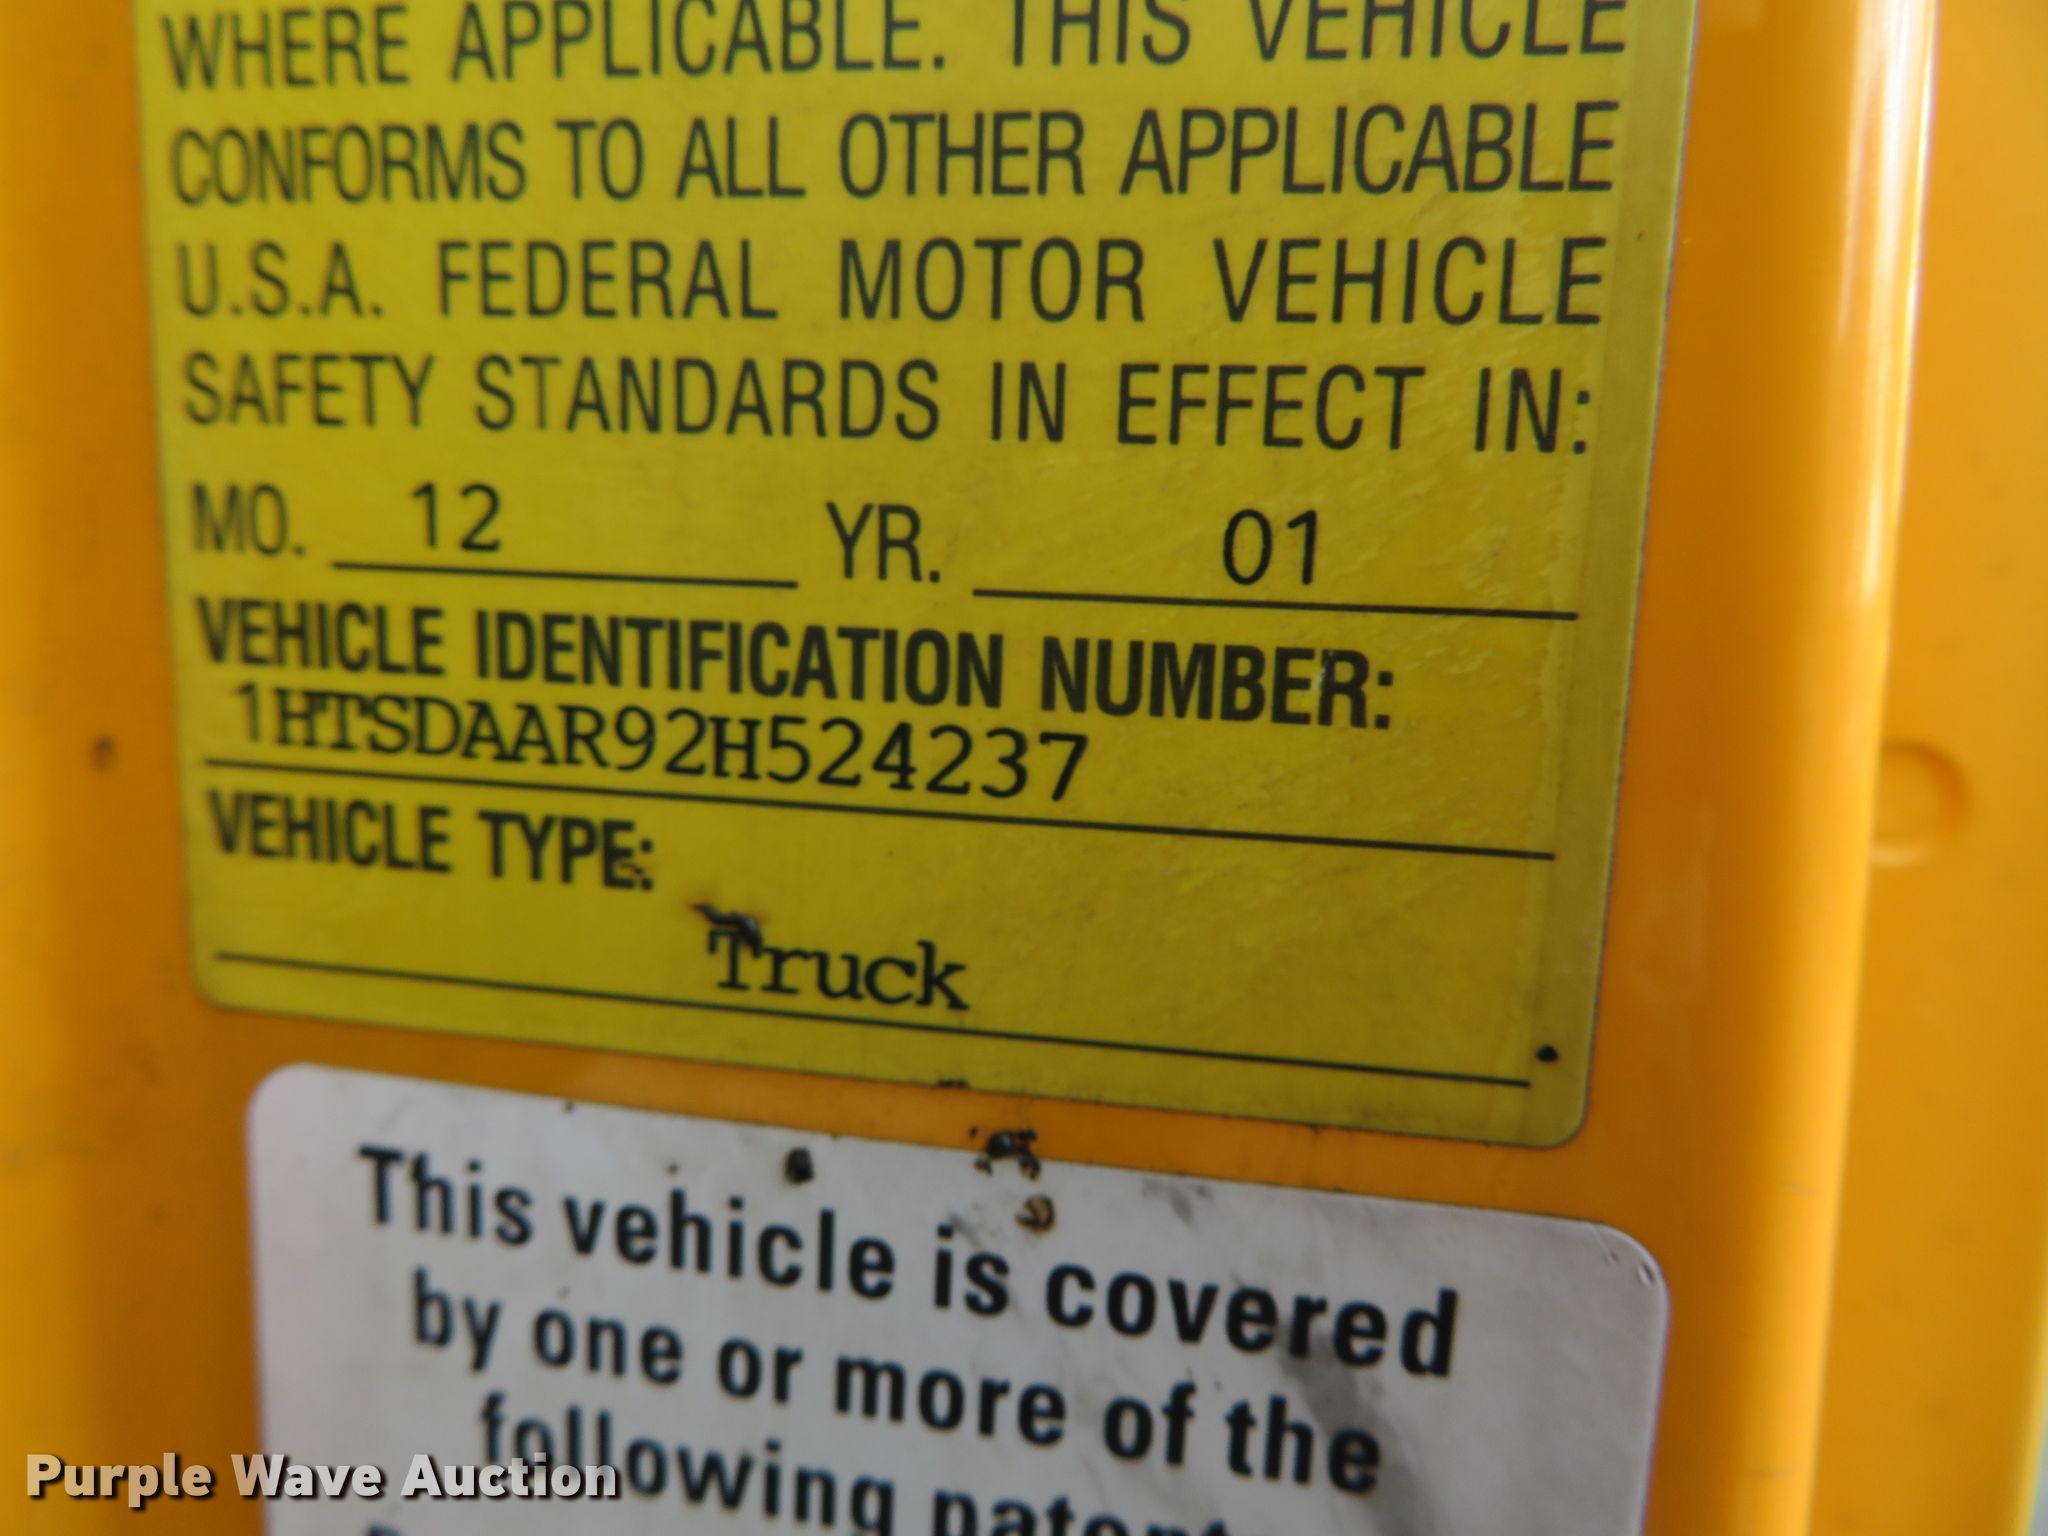 WHERE APPLICABLE. THIS VEHICLE
CONFORMS TO ALL OTHER APPLICABLE
U.S.A. FEDERAL MOTOR VEHICLE
SAFETY STANDARDS IN EFFECT IN:
MO. 12 YR. 01
VEHICLE IDENTIFICATION NUMBER:
1HTSDAAR92H524237
VEHICLE TYPE:
Truck
This vehicle is covered
by one or more of the
following
Purple Wave Auction